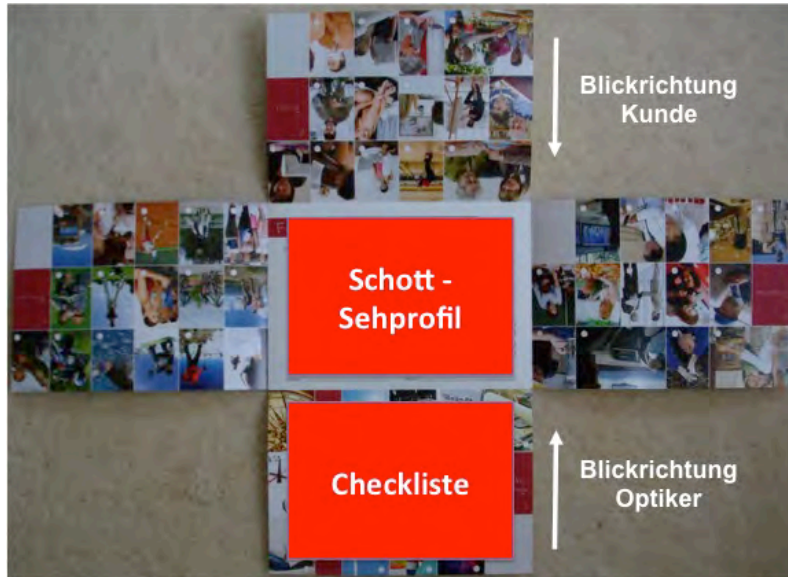 Blickrichtung
Kunde
Schott -
Sehprofil
Checkliste
Blickrichtung
Optiker